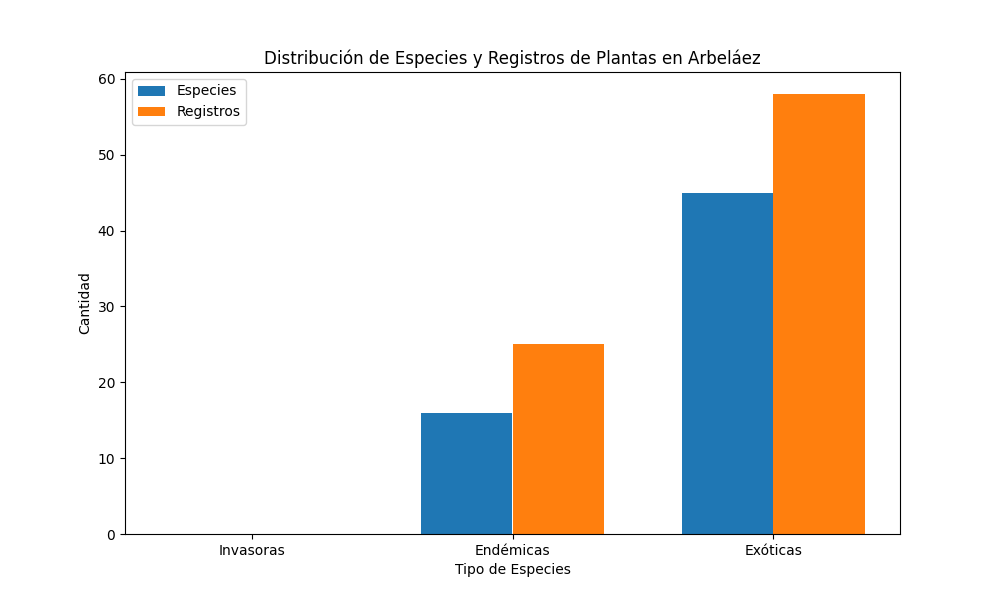 Distribución de Especies y Registros de Plantas en Arbeláez
Especies
Registros
60
50
40
30
20
10
0
Cantidad
Invasoras
Endémicas
Exóticas
Tipo de Especies